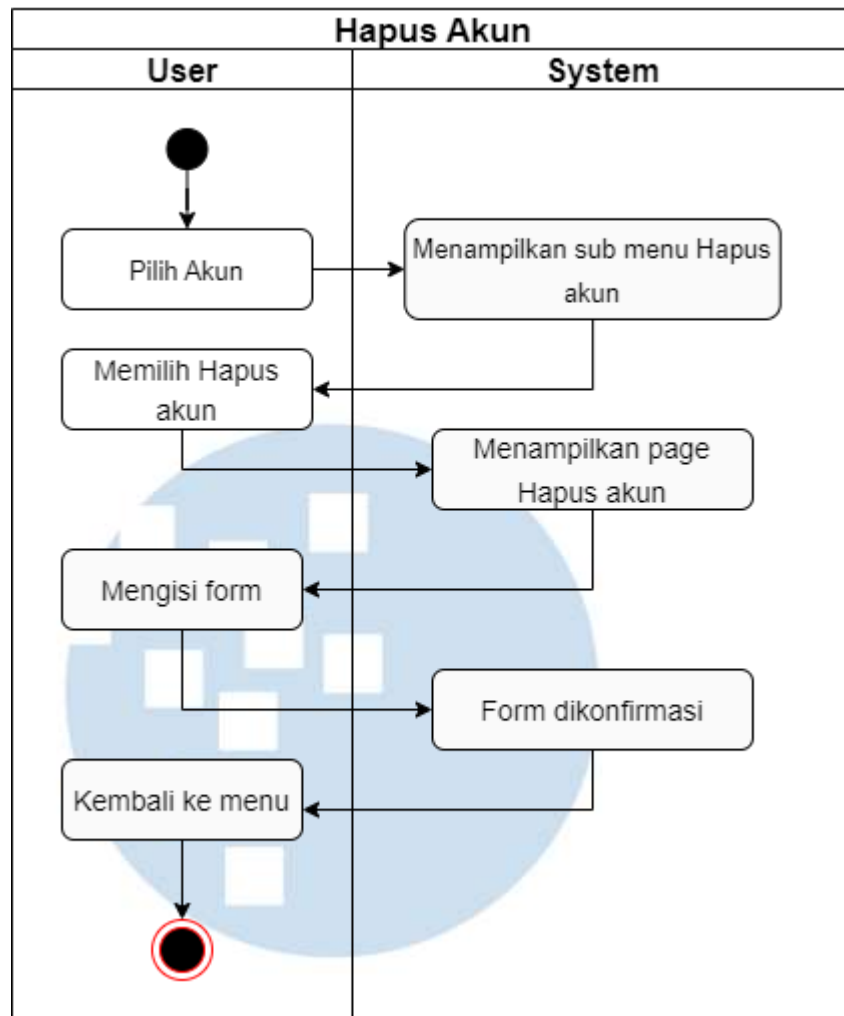 Hapus Akun
User
System
Pilih Akun
Menampilkan sub menu Hapus
akun
Memilih Hapus
akun
Menampilkan page
Hapus akun
Mengisi form
Form dikonfirmasi
Kembali ke menu